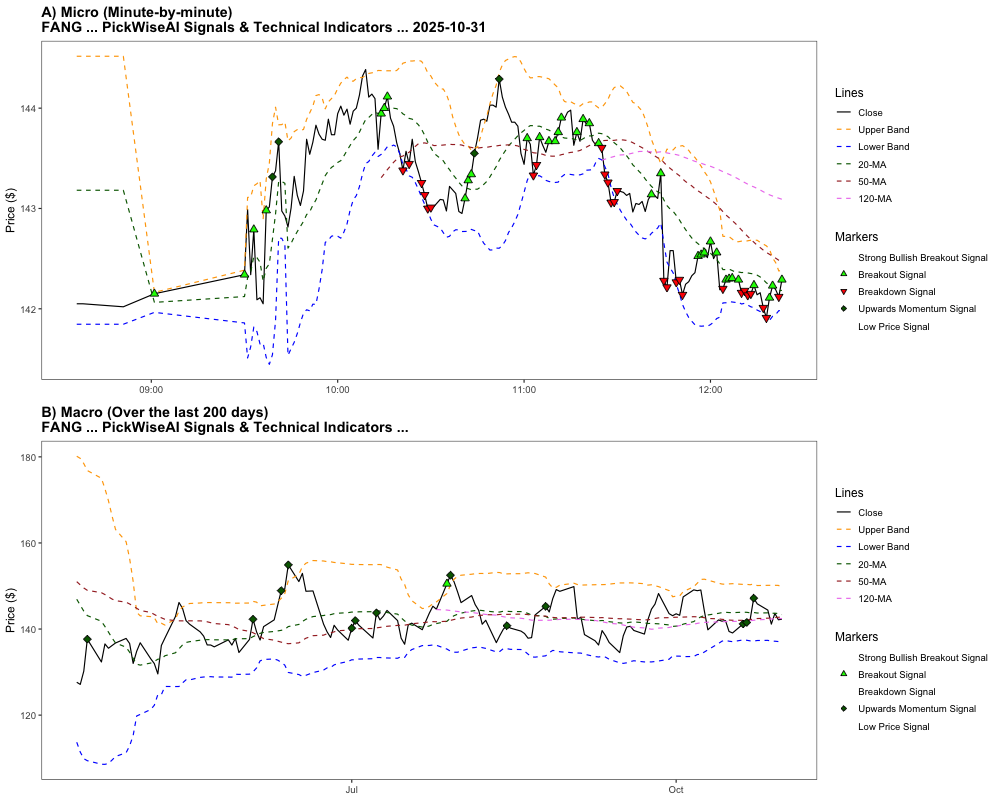 A) Micro (Minute-by-minute)
FANG ... PickWiseAI Signals & Technical Indicators ... 2025-10-31
Price ($)
144
143
142
09:00
10:00
11:00
12:00
Lines
Close
Upper Band
Lower Band
20-MA
50-MA
120-MA
Markers
Strong Bullish Breakout Signal
Breakout Signal
Breakdown Signal
Upwards Momentum Signal
Low Price Signal
B) Macro (Over the last 200 days)
FANG ... PickWiseAI Signals & Technical Indicators ...
Price ($)
180
160
140
120
Jul
Oct
Lines
Close
Upper Band
Lower Band
20-MA
50-MA
120-MA
Markers
Strong Bullish Breakout Signal
Breakout Signal
Breakdown Signal
Upwards Momentum Signal
Low Price Signal